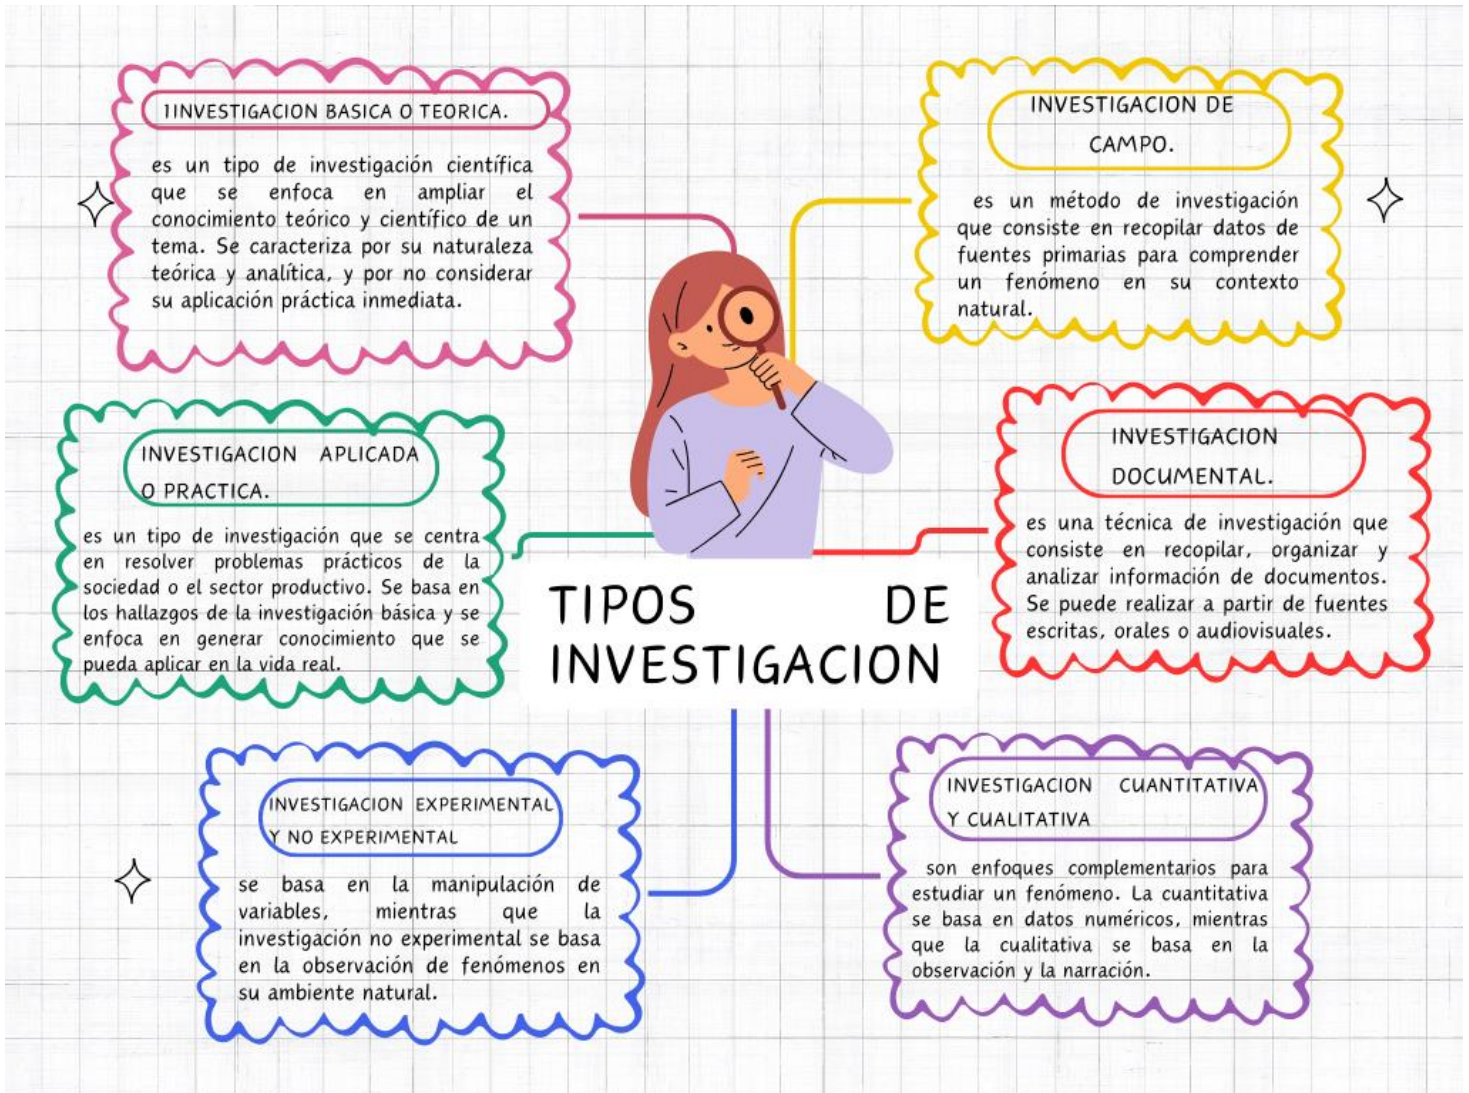 1IINVESTIGACION BASICA O TEORICA.
es un tipo de investigación científica
que se enfoca en ampliar el
conocimiento teórico y científico de un
tema. Se caracteriza por su naturaleza
teórica y analítica, y por no considerar
su aplicación práctica inmediata.
INVESTIGACION DE
CAMPO.
es un método de investigación
que consiste en recopilar datos de
fuentes primarias para comprender
un fenómeno en su contexto
natural.
INVESTIGACION APLICADA
O PRACTICA.
es un tipo de investigación que se centra
en resolver problemas prácticos de la
sociedad o el sector productivo. Se basa en
los hallazgos de la investigación básica y se
enfoca en generar conocimiento que se
pueda aplicar en la vida real.
INVESTIGACION
DOCUMENTAL.
es una técnica de investigación que
consiste en recopilar, organizar y
analizar información de documentos.
Se puede realizar a partir de fuentes
escritas, orales o audiovisuales.
TIPOS DE
INVESTIGACION
INVESTIGACION EXPERIMENTAL
Y NO EXPERIMENTAL
se basa en la manipulación de
variables, mientras que la
investigación no experimental se basa
en la observación de fenómenos en
su ambiente natural.
INVESTIGACION CUANTITATIVA
Y CUALITATIVA
son enfoques complementarios para
estudiar un fenómeno. La cuantitativa
se basa en datos numéricos, mientras
que la cualitativa se basa en la
observación y la narración.